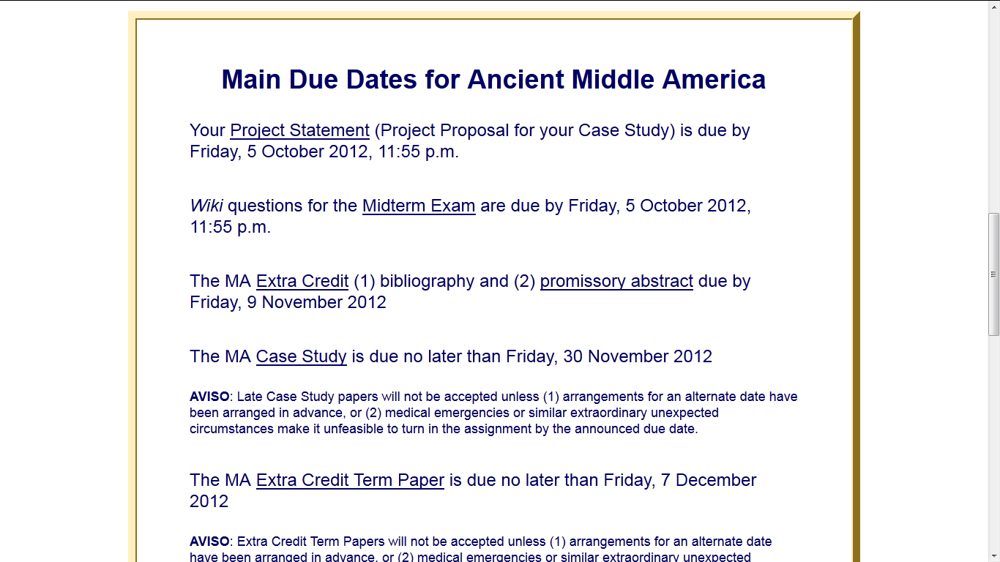 Main Due Dates for Ancient Middle America
Your Project Statement (Project Proposal for your Case Study) is due by
Friday, 5 October 2012, 11:55 p.m.
Wiki questions for the Midterm Exam are due by Friday, 5 October 2012,
11:55 p.m.
The MA Extra Credit (1) bibliography and (2) promissory abstract due by
Friday, 9 November 2012
The MA Case Study is due no later than Friday, 30 November 2012
AVISO: Late Case Study papers will not be accepted unless (1) arrangements for an alternate date have
been arranged in advance, or (2) medical emergencies or similar extraordinary unexpected
circumstances make it unfeasible to turn in the assignment by the announced due date.
The MA Extra Credit Term Paper is due no later than Friday, 7 December
2012
AVISO: Extra Credit Term Papers will not be accepted unless (1) arrangements for an alternate date
have been arranged in advance, or (2) medical emergencies or similar extraordinary unexpected